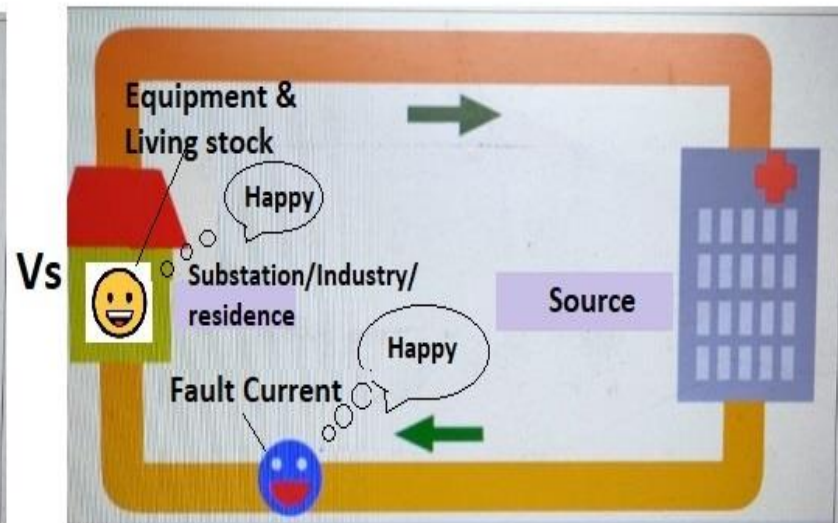 Equipment &
Living stock
Happy
Vs
Substation/Industry/
residence
Source
Happy
Fault Current